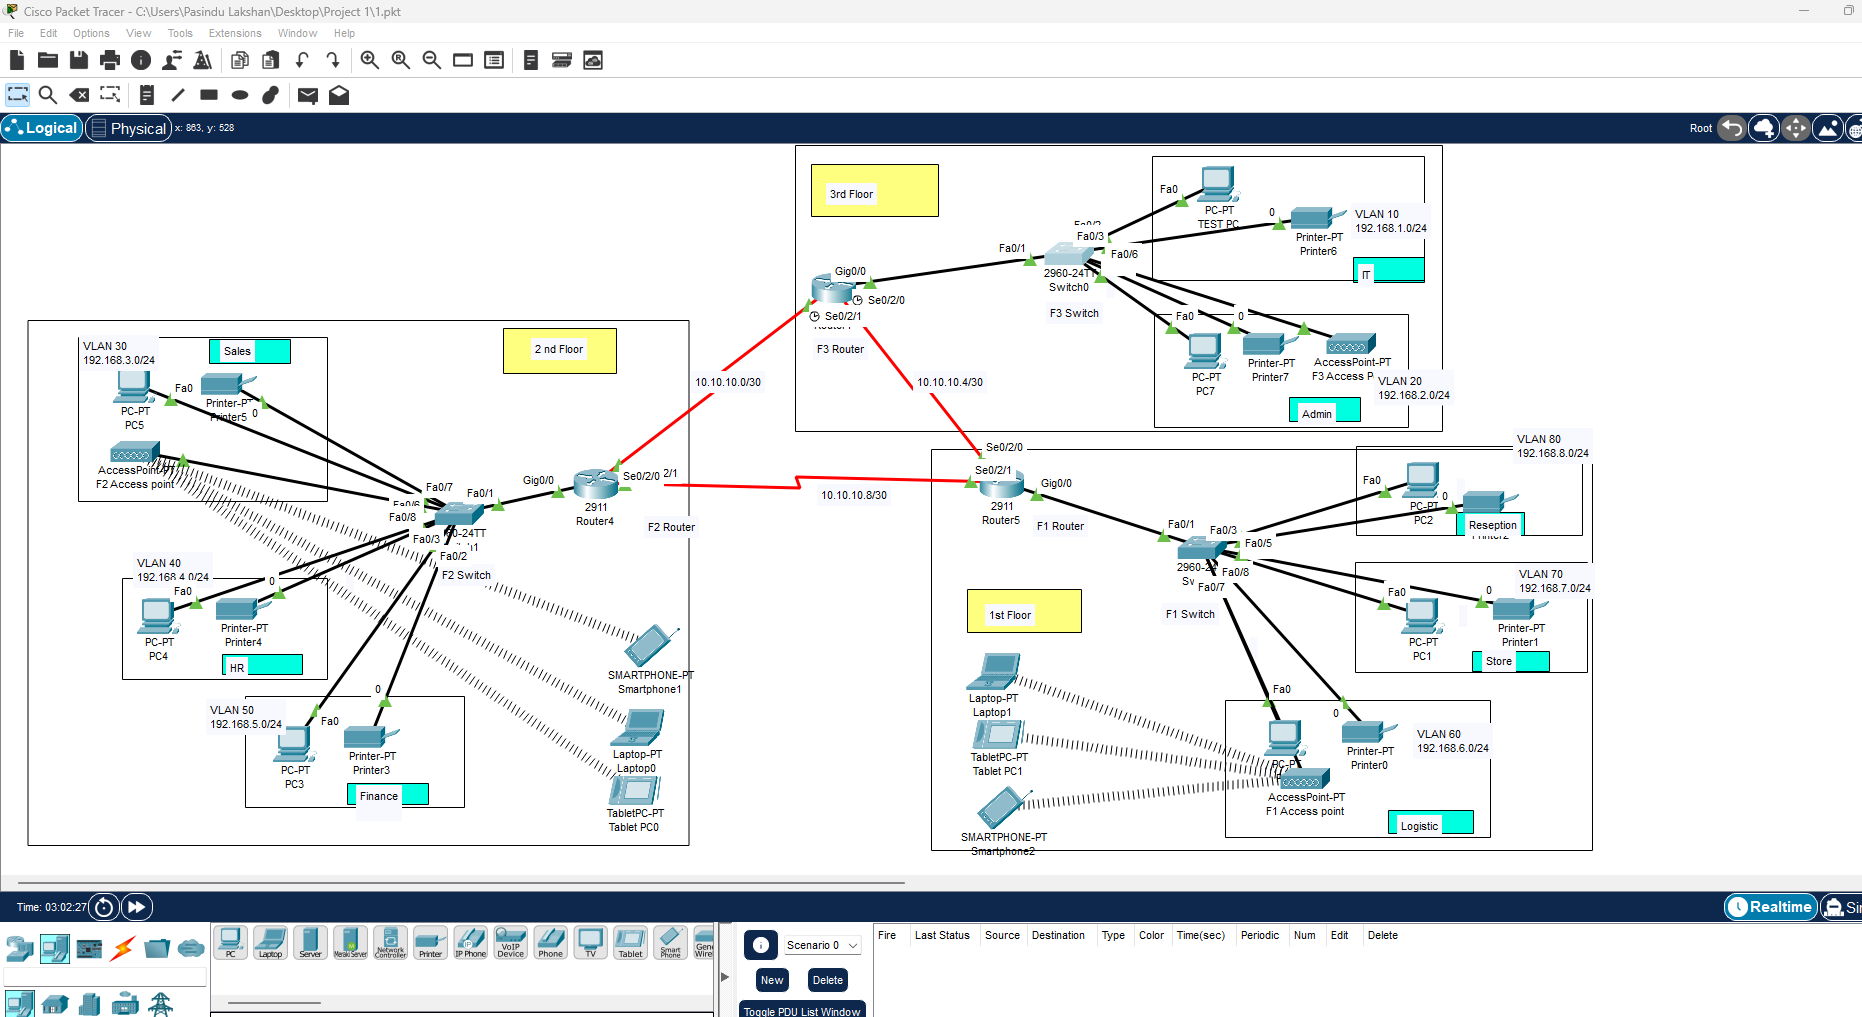 Cisco Packet Tracer - C:\Users\Pasindu Lakshan\Desktop\Project 1\1.pkt
File Edit Options View Tools Extensions Window Help
Logical
Physical
x: 863, y: 528
Root
3rd Floor
Fa0
PC-PT
TEST PC
0
Printer-PT
Printer6
VLAN 10
192.168.1.0/24
IT
Fa0/3
Fa0/1
Fa0/6
2960-24TT
Switch0
F3 Switch
Gig0/0
Se0/2/0
Se0/2/1
F3 Router
Fa0
0
PC-PT
PC7
Printer-PT
Printer7
AccessPoint-PT
F3 Access P
VLAN 20
192.168.2.0/24
Admin
10.10.10.0/30
10.10.10.4/30
10.10.10.8/30
2 nd Floor
VLAN 30
192.168.3.0/24
Sales
Fa0
PC-PT
PC5
Printer-PT
Printer5
0
AccessPoint-PT
F2 Access point
Fa0/7
Fa0/1
Fa0/6
Fa0/8
Fa0/3
Fa0/2
F2 Switch
Gig0/0
Se0/2/0
2/1
2911
Router4
F2 Router
VLAN 40
192.168.4.0/24
Fa0
0
PC-PT
PC4
Printer-PT
Printer4
HR
VLAN 50
192.168.5.0/24
Fa0
0
PC-PT
PC3
Printer-PT
Printer3
Finance
SMARTPHONE-PT
Smartphone1
Laptop-PT
Laptop0
TabletPC-PT
Tablet PC0
Se0/2/0
Se0/2/1
Gig0/0
2911
Router5
F1 Router
Fa0/1
Fa0/3
Fa0/5
Fa0/8
Fa0/7
2960-24
F1 Switch
VLAN 80
192.168.8.0/24
Fa0
0
PC-PT
PC2
Reseption
Printer2
VLAN 70
192.168.7.0/24
Fa0
0
PC-PT
PC1
Printer-PT
Printer1
Store
1st Floor
Laptop-PT
Laptop1
TabletPC-PT
Tablet PC1
SMARTPHONE-PT
Smartphone2
Fa0
0
PC-PT
Printer-PT
Printer0
AccessPoint-PT
F1 Access point
VLAN 60
192.168.6.0/24
Logistic
Time: 03:02:27
Realtime
PC Laptop Server Meraki Server Network Controller Printer IP Phone VoIP Device Phone TV Tablet Smart Phone
Scenario 0
New
Delete
Toggle PDU List Window
Fire Last Status Source Destination Type Color Time(sec) Periodic Num Edit Delete